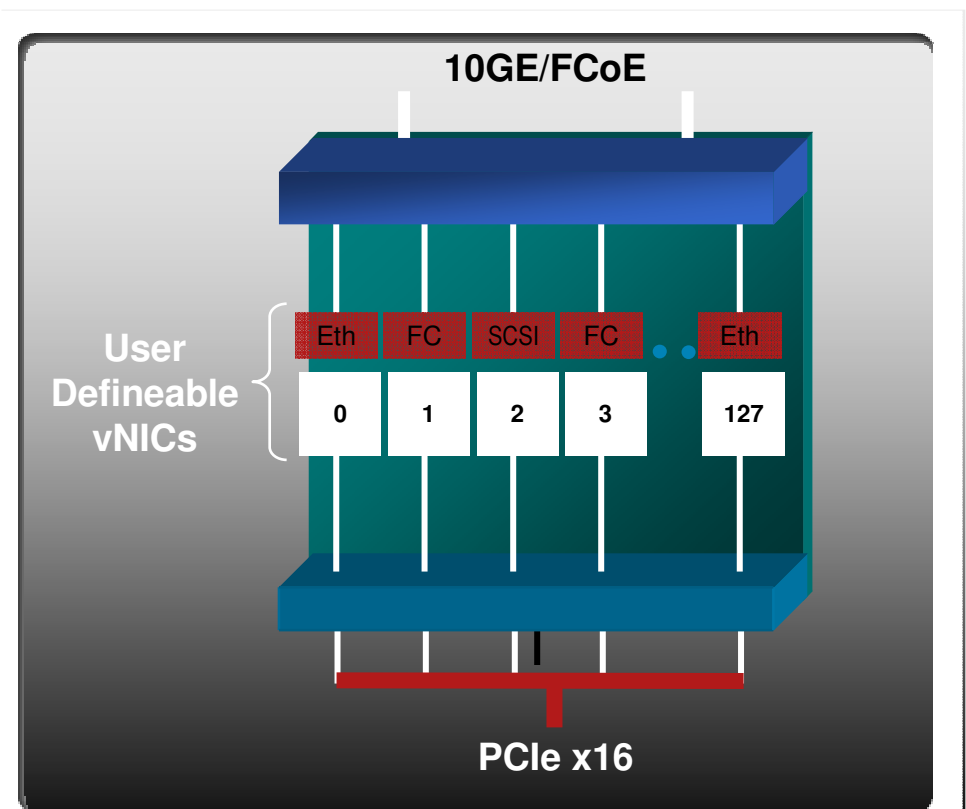 10GE/FCoE
Eth FC SCSI FC Eth
User
Defineable
vNICs
0 1 2 3 127
PCIe x16